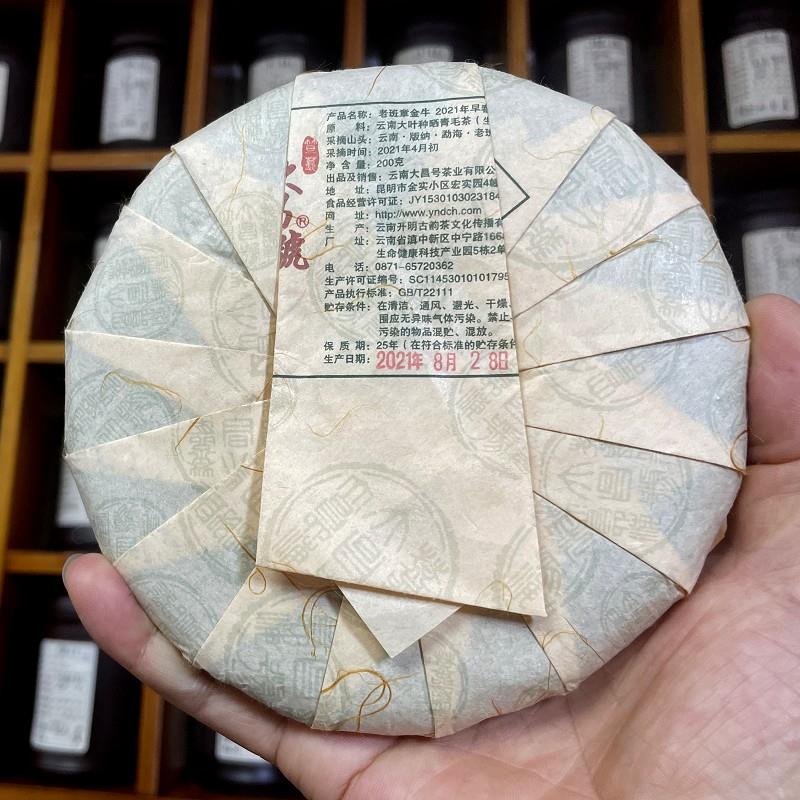 产品名称：老班章金牛 2021年早春
原　　料：云南大叶种晒青毛茶（生
采摘山头：云南·版纳·勐海·老班
采摘时间：2021年4月初
净 含 量：200克
出品及销售：云南大昌号茶业有限公
地　　址：昆明市金实小区宏实园4幢
食品经营许可证：JY1530103023184
网　　址：http://www.yndch.com
生　　产：云南升明古韵茶文化传播有
厂　　址：云南省滇中新区中宁路166
生命健康科技产业园5栋2单
电　　话：0871-65720362
生产许可证编号：SC11453010101795
产品执行标准：GB/T22111
贮存条件：在清洁、通风、避光、干燥、
围应无异味气体污染。禁止
污染的物品混贮、混放。
保 质 期：25年（在符合标准的贮存条件
生产日期：2021年 8月 2 8日
號®